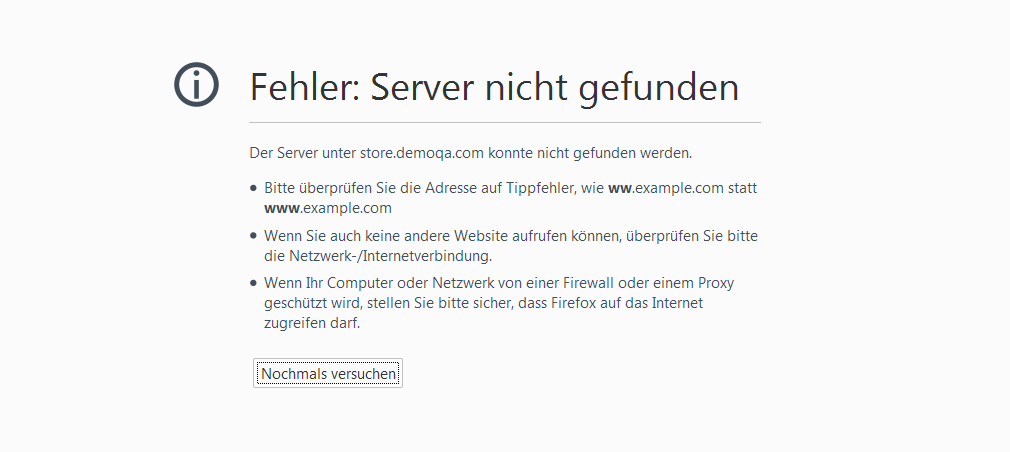 Fehler: Server nicht gefunden
Der Server unter store.demoqa.com konnte nicht gefunden werden.
• Bitte überprüfen Sie die Adresse auf Tippfehler, wie ww.example.com statt
www.example.com
• Wenn Sie auch keine andere Website aufrufen können, überprüfen Sie bitte
die Netzwerk-/Internetverbindung.
• Wenn Ihr Computer oder Netzwerk von einer Firewall oder einem Proxy
geschützt wird, stellen Sie bitte sicher, dass Firefox auf das Internet
zugreifen darf.
Nochmals versuchen